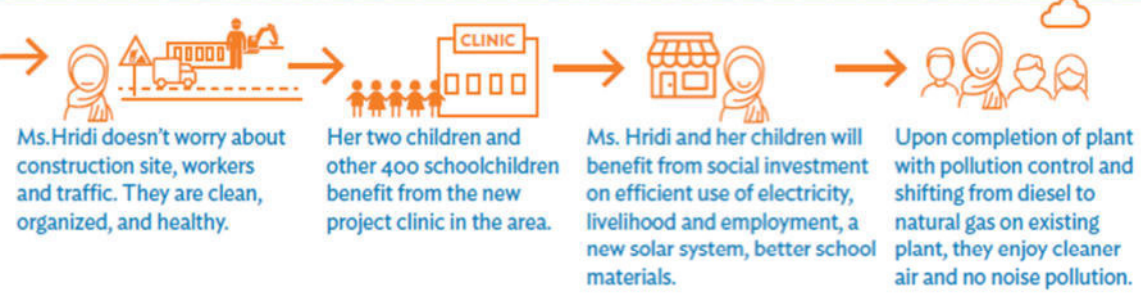 CLINIC
Ms.Hridi doesn't worry about
construction site, workers
and traffic. They are clean,
organized, and healthy.
Her two children and
other 400 schoolchildren
benefit from the new
project clinic in the area.
Ms. Hridi and her children will
benefit from social investment
on efficient use of electricity,
livelihood and employment, a
new solar system, better school
materials.
Upon completion of plant
with pollution control and
shifting from diesel to
natural gas on existing
plant, they enjoy cleaner
air and no noise pollution.